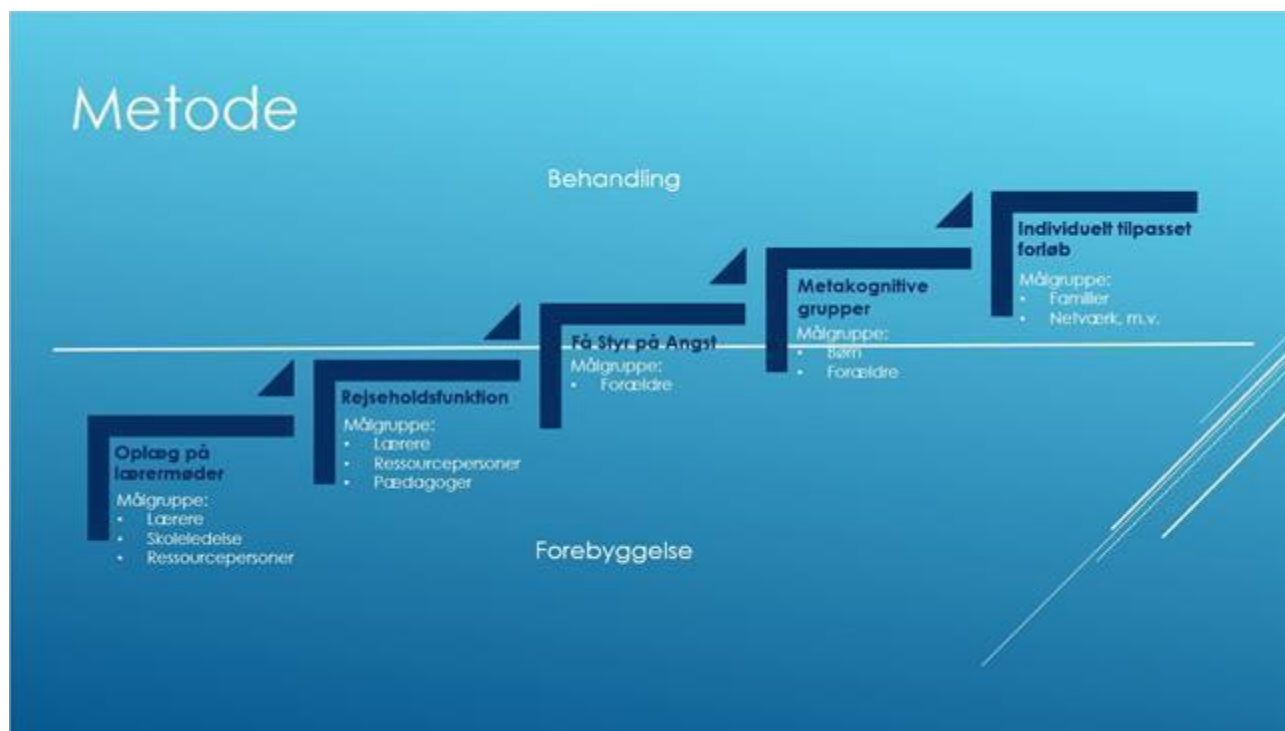 Metode
Behandling
Individuelt tilpasset
forløb
Målgruppe:
• Familier
• Netværk, m.v.
Metakognitive
grupper
Målgruppe:
• Børn
• Forældre
Få Styr på Angst
Målgruppe:
• Forældre
Rejseholdsfunktion
Målgruppe:
• Lærere
• Ressourcepersoner
• Pædagoger
Oplæg på
lærermøder
Målgruppe:
• Lærere
• Skoleledelse
• Ressourcepersoner
Forebyggelse